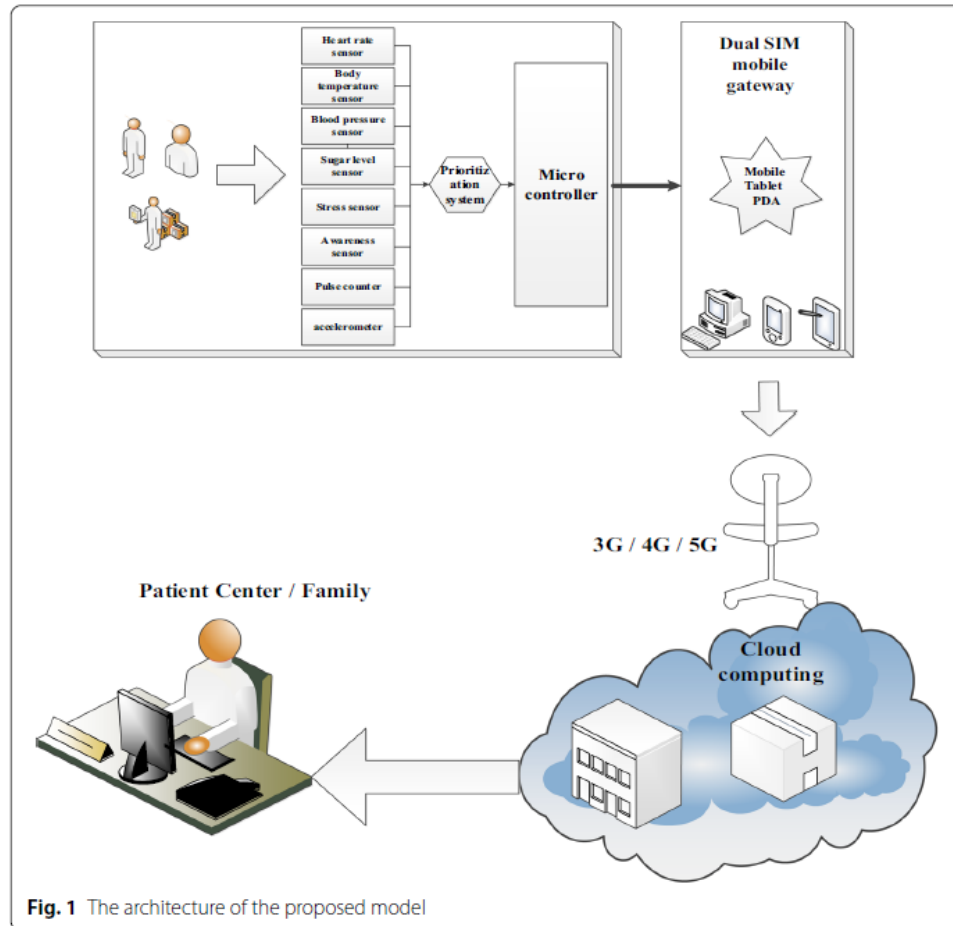 Heart rate
sensor
Body
temperature
sensor
Blood pressure
sensor
Sugar level
sensor
Stress sensor
Awareness
sensor
Pulse counter
accelerometer
Prioritiz
ation
system
Micro
controller
Dual SIM
mobile
gateway
Mobile
Tablet
PDA
3G / 4G / 5G
Cloud
computing
Patient Center / Family
Fig. 1 The architecture of the proposed model